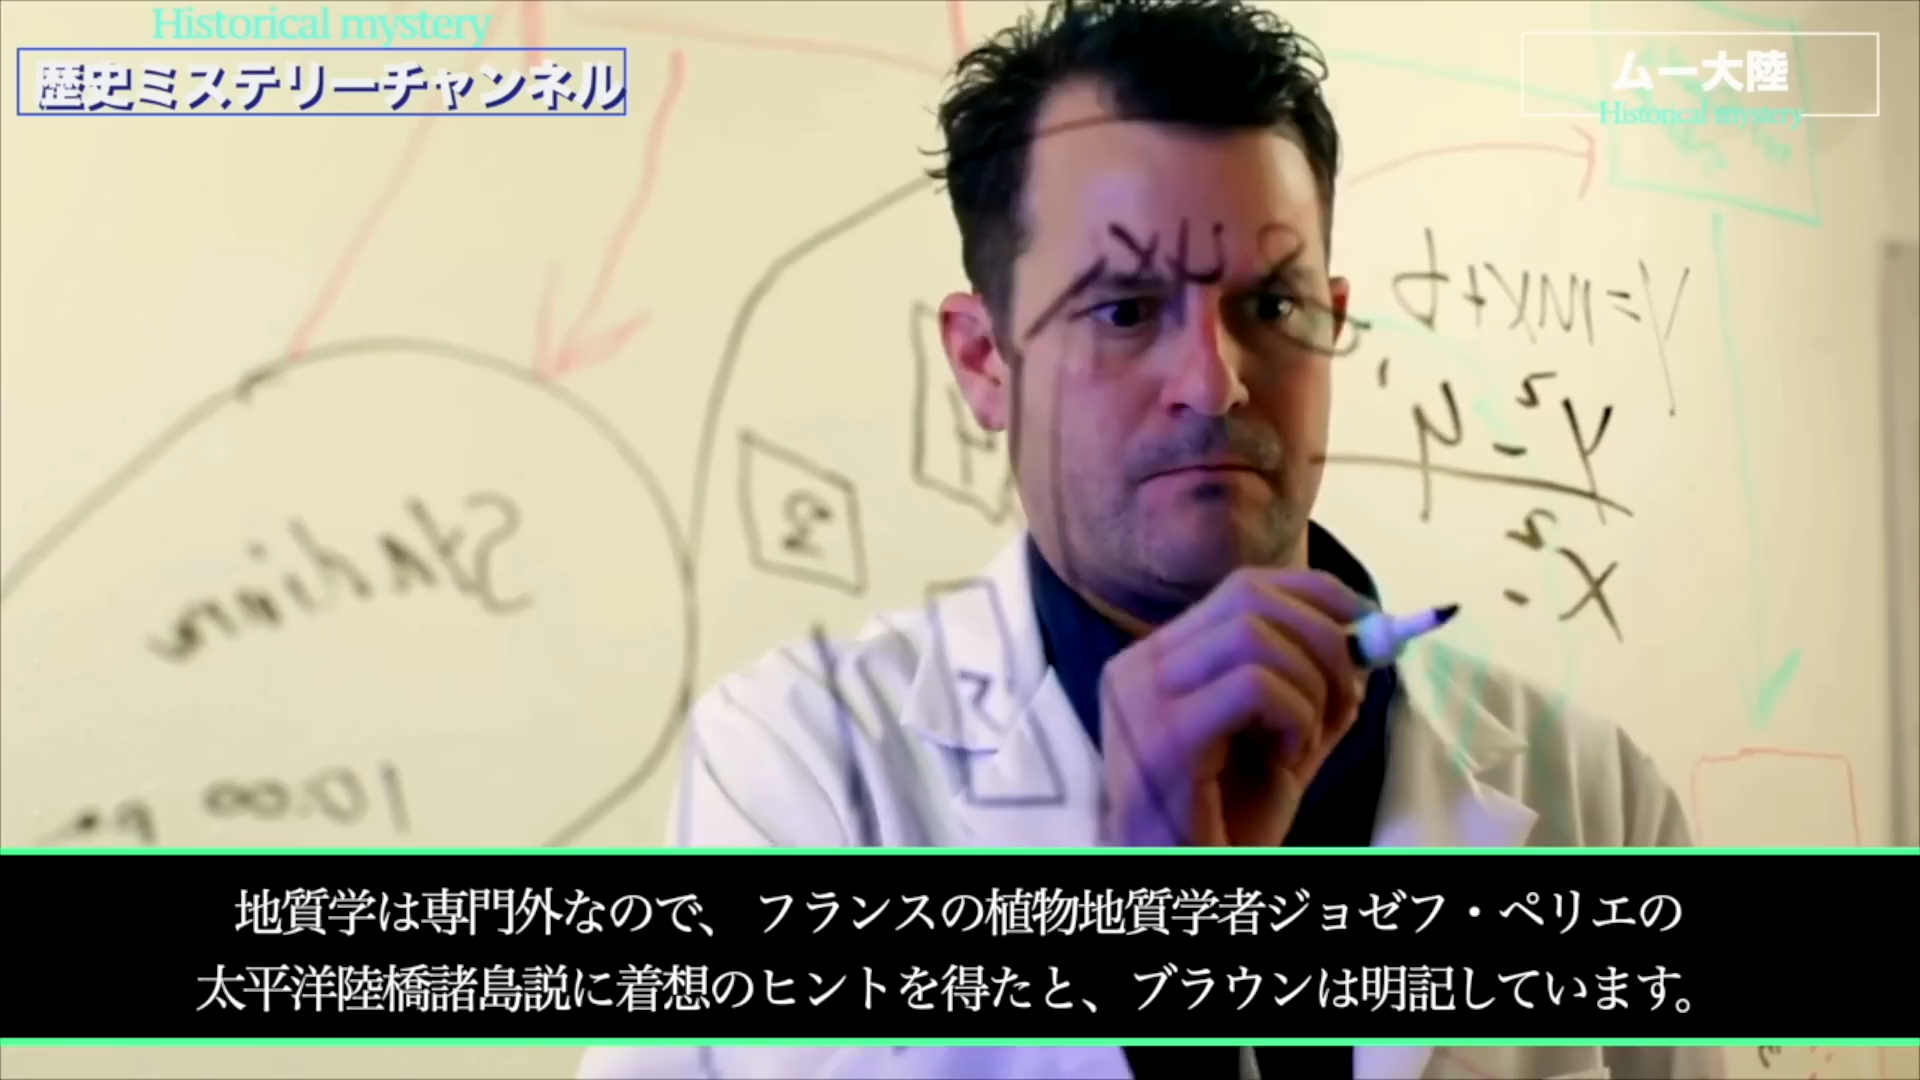 Historical mystery
歴史ミステリーチャンネル
ムー大陸
Historical mystery
y=mx+b
Stadium
10:00
地質学は専門外なので、フランスの植物地質学者ジョゼフ・ペリエの
太平洋陸橋諸島説に着想のヒントを得たと、ブラウンは明記しています。